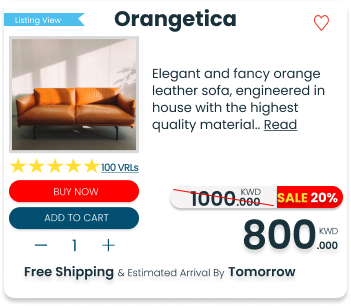 Listing View
Orangetica
Elegant and fancy orange
leather sofa, engineered in
house with the highest
quality material.. Read
100 VRLs
BUY NOW
ADD TO CART
1
1000 KWD .000
SALE 20%
800 KWD .000
Free Shipping & Estimated Arrival By Tomorrow